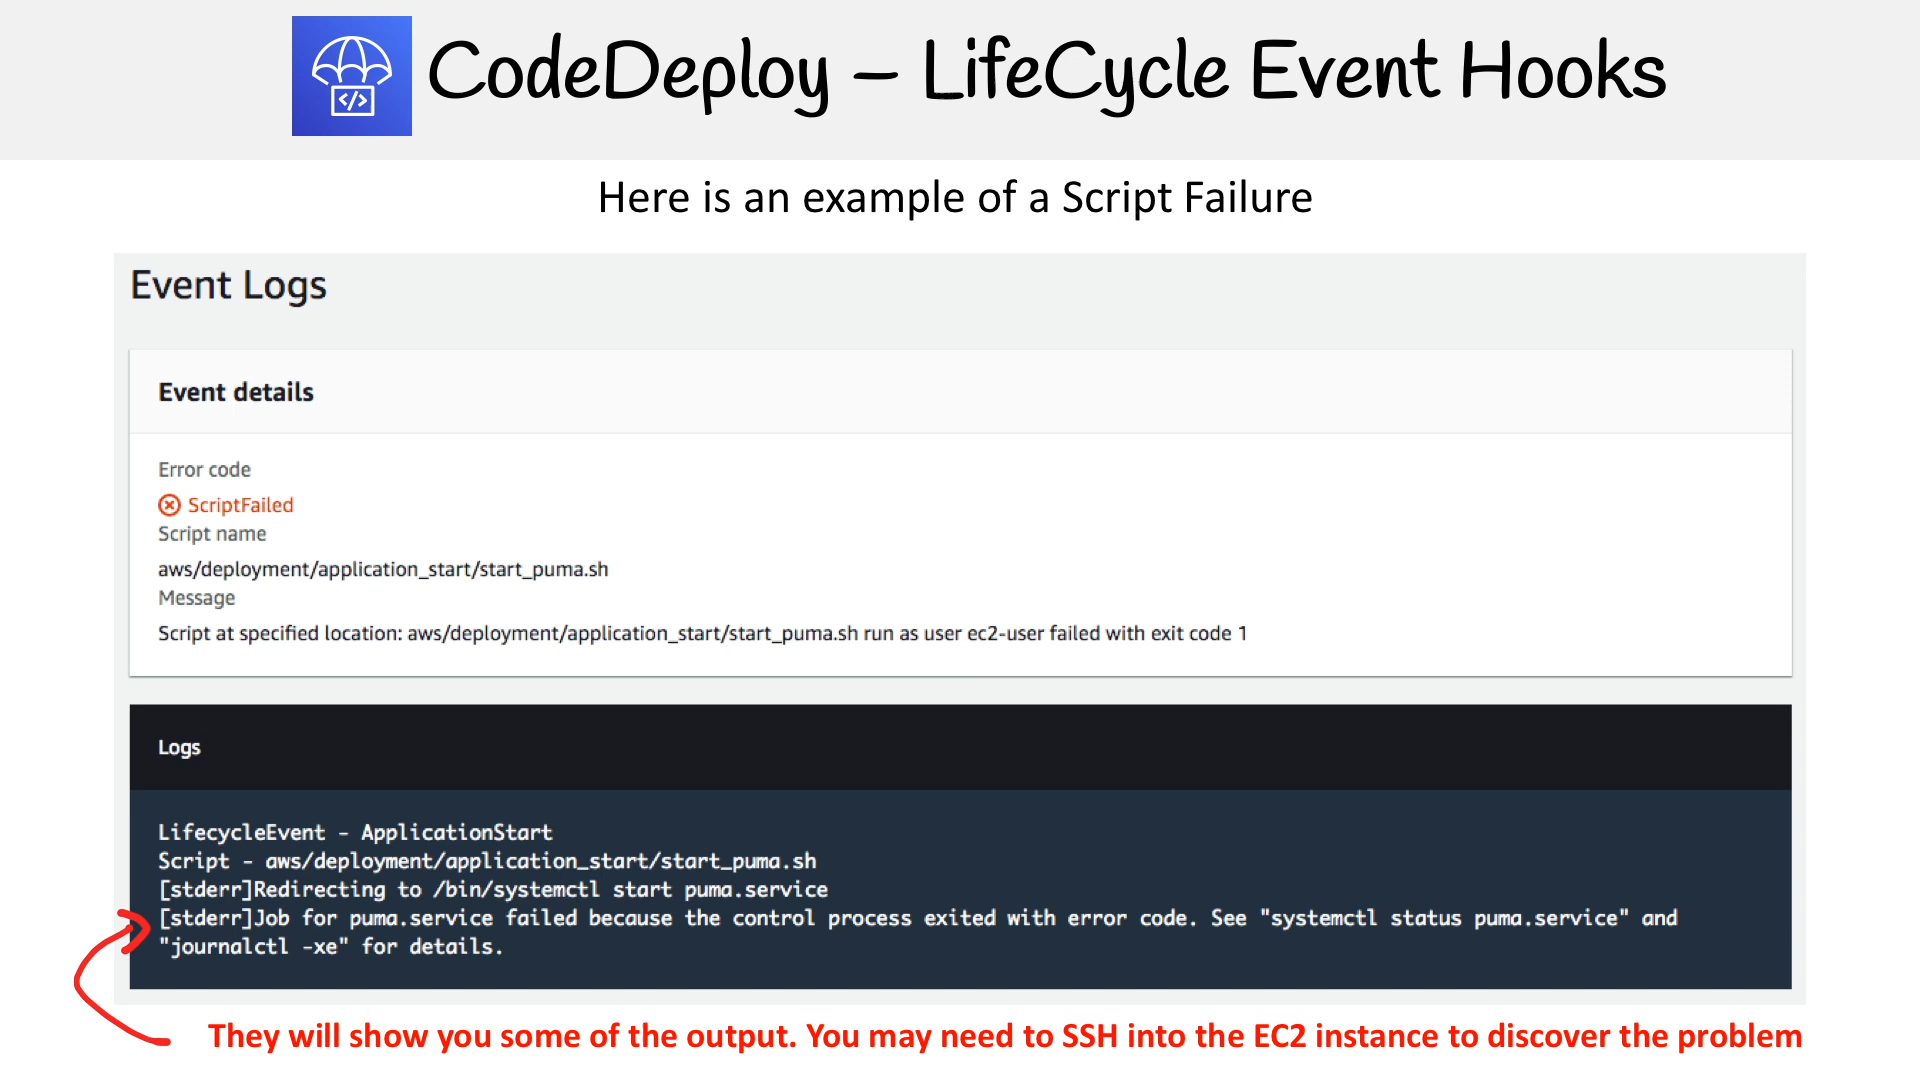 </>
CodeDeploy – LifeCycle Event Hooks
Here is an example of a Script Failure
Event Logs
Event details
Error code
ScriptFailed
Script name
aws/deployment/application_start/start_puma.sh
Message
Script at specified location: aws/deployment/application_start/start_puma.sh run as user ec2-user failed with exit code 1
Logs
LifecycleEvent - ApplicationStart
Script - aws/deployment/application_start/start_puma.sh
[stderr]Redirecting to /bin/systemctl start puma.service
[stderr]Job for puma.service failed because the control process exited with error code. See "systemctl status puma.service" and
"journalctl -xe" for details.
They will show you some of the output. You may need to SSH into the EC2 instance to discover the problem